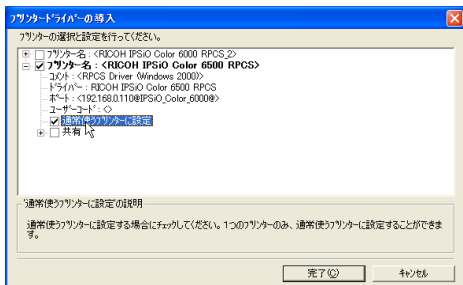 プリンタードライバーの導入
プリンターの選択と設定を行ってください。
プリンター名 : <RICOH IPSiO Color 6000 RPCS_2>
プリンター名 : <RICOH IPSiO Color 6500 RPCS>
コメント : <RPCS Driver (Windows 2000)>
ドライバー : RICOH IPSiO Color 6500 RPCS
ポート : <192.168.0.110@IPSiO_Color_6000@>
ユーザーコード : <>
通常使うプリンターに設定
共有
'通常使うプリンターに設定'の説明
通常使うプリンターに設定する場合にチェックしてください。1つのプリンターのみ、通常使うプリンターに設定することができま
す。
完了(C)
キャンセル